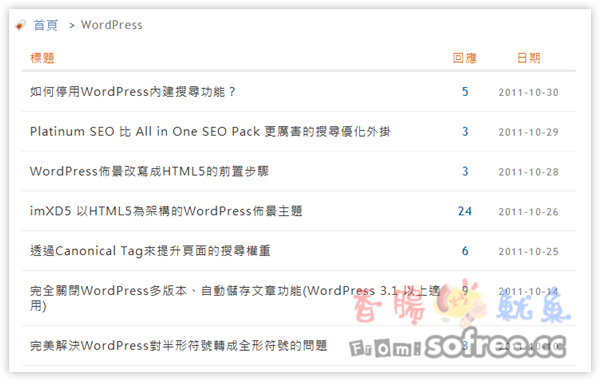 首頁 > WordPress
標題 回應 日期
如何停用WordPress內建搜尋功能？ 5 2011-10-30
Platinum SEO 比 All in One SEO Pack 更厲害的搜尋優化外掛 3 2011-10-29
WordPress佈景改寫成HTML5的前置步驟 3 2011-10-28
imXD5 以HTML5為架構的WordPress佈景主題 24 2011-10-26
透過Canonical Tag來提升頁面的搜尋權重 6 2011-10-25
完全關閉WordPress多版本、自動儲存文章功能(WordPress 3.1 以上適 9 2011-10-14
用)
香腸炒魷巢
完美解決WordPress對半形符號轉成全形符號的問題 3 2011-10-10
From: sofree.cc